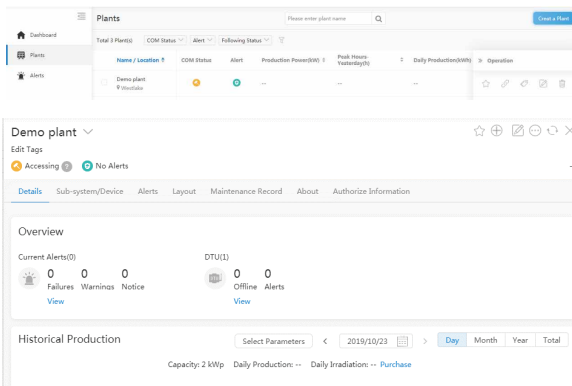 Plants
Please enter plant name
Create a Plant
Dashboard
Plants
Alerts
Total 3 Plant(s) COM Status Alert Following Status
Name / Location COM Status Alert Production Power(kW) Peak Hours-Yesterday(h) Daily Production(kWh) Operation
Demo plant
Westlake
-- -- --
Demo plant
Edit Tags
Accessing ? No Alerts
Details Sub-system/Device Alerts Layout Maintenance Record About Authorize Information
Overview
Current Alerts(0) DTU(1)
0 0 0 0 0
Failures Warnings Notice Offline Alerts
View View
Historical Production Select Parameters < 2019/10/23 > Day Month Year Total
Capacity: 2 kWp Daily Production: -- Daily Irradiation: -- Purchase